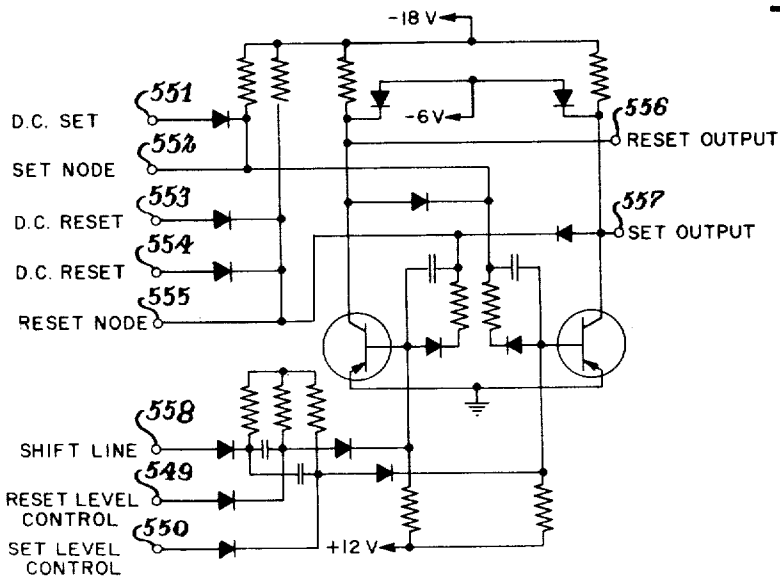 -18 V
551
D.C. SET
-6V
556
RESET OUTPUT
552
SET NODE
553
D.C. RESET
557
SET OUTPUT
554
D.C. RESET
555
RESET NODE
558
SHIFT LINE
549
RESET LEVEL
CONTROL
550
SET LEVEL
CONTROL
+12 V